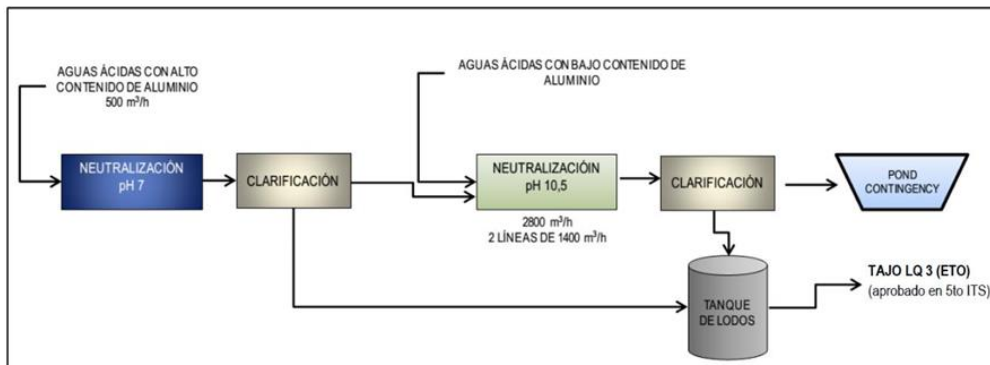 AGUAS ÁCIDAS CON ALTO
CONTENIDO DE ALUMINIO
500 m³/h
AGUAS ÁCIDAS CON BAJO CONTENIDO DE
ALUMINIO
NEUTRALIZACIÓN
pH 7
CLARIFICACIÓN
NEUTRALIZACIÓIN
pH 10,5
2800 m³/h
2 LÍNEAS DE 1400 m³/h
CLARIFICACIÓN
POND
CONTINGENCY
TANQUE
DE LODOS
TAJO LQ 3 (ETO)
(aprobado en 5to ITS)